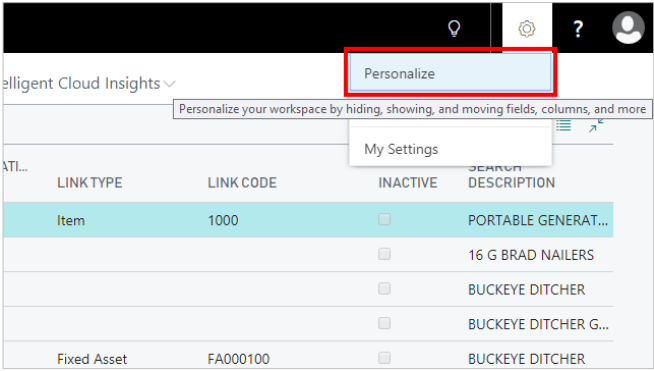 ?
Personalize
elligent Cloud Insights
Personalize your workspace by hiding, showing, and moving fields, columns, and more
My Settings
ATI...
LINK TYPE LINK CODE INACTIVE SEARCH DESCRIPTION
Item 1000 PORTABLE GENERAT...
16 G BRAD NAILERS
BUCKEYE DITCHER
BUCKEYE DITCHER G...
Fixed Asset FA000100 BUCKEYE DITCHER